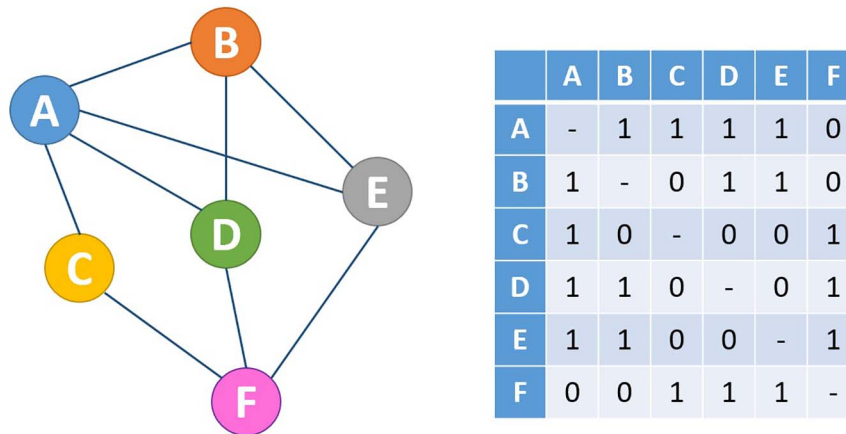 B
A
E
D
C
F
A B C D E F
A - 1 1 1 1 0
B 1 - 0 1 1 0
C 1 0 - 0 0 1
D 1 1 0 - 0 1
E 1 1 0 0 - 1
F 0 0 1 1 1 -